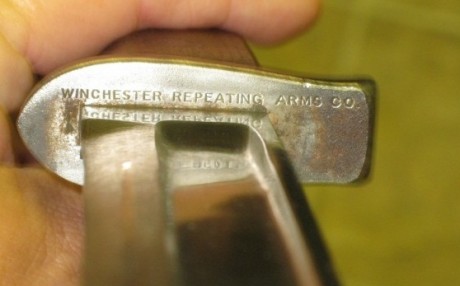 WINCHESTER REPEATING ARMS CO.